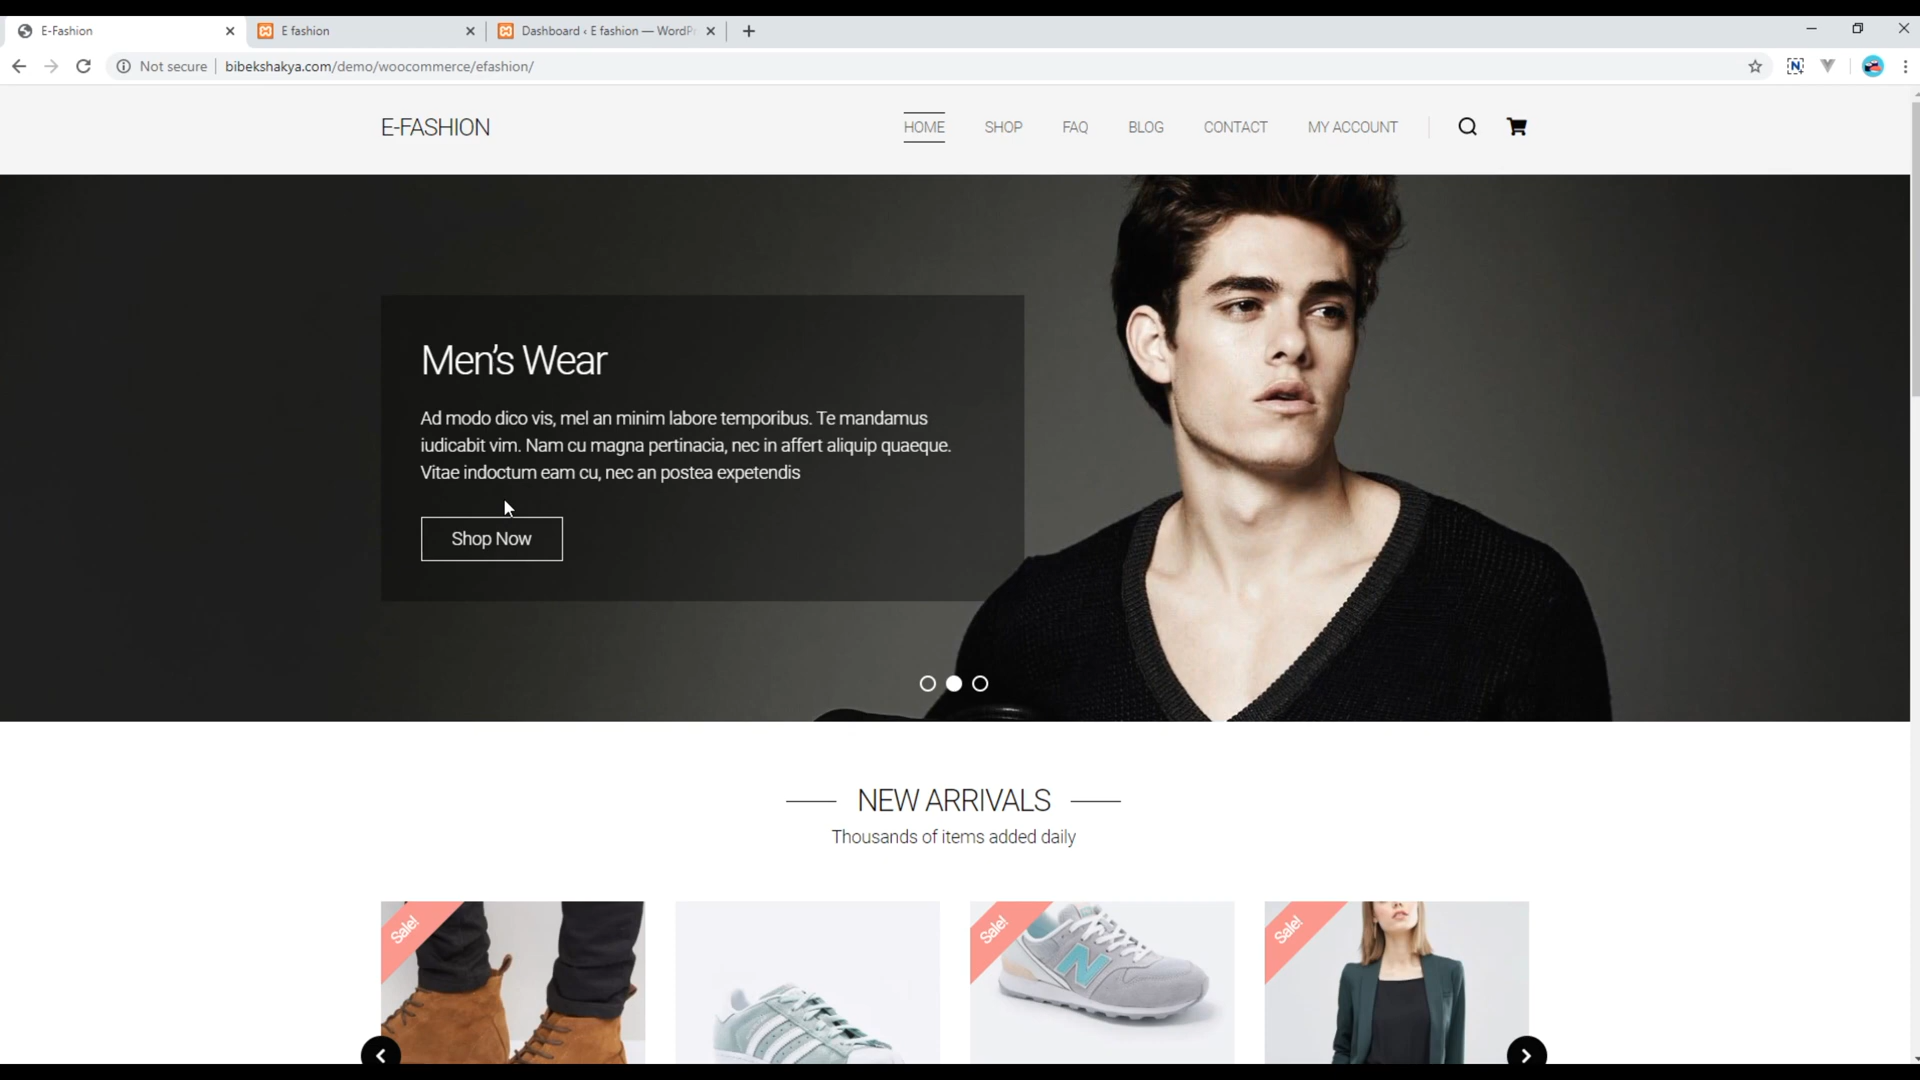 E-Fashion
E fashion
Dashboard ‹ E fashion — WordPr
Not secure
bibekshakya.com/demo/woocommerce/efashion/
E-FASHION
HOME
SHOP
FAQ
BLOG
CONTACT
MY ACCOUNT
Men’s Wear
Ad modo dico vis, mel an minim labore temporibus. Te mandamus
iudicabit vim. Nam cu magna pertinacia, nec in affert aliquip quaeque.
Vitae indoctum eam cu, nec an postea expetendis
Shop Now
NEW ARRIVALS
Thousands of items added daily
Sale!
Sale!
N
Sale!